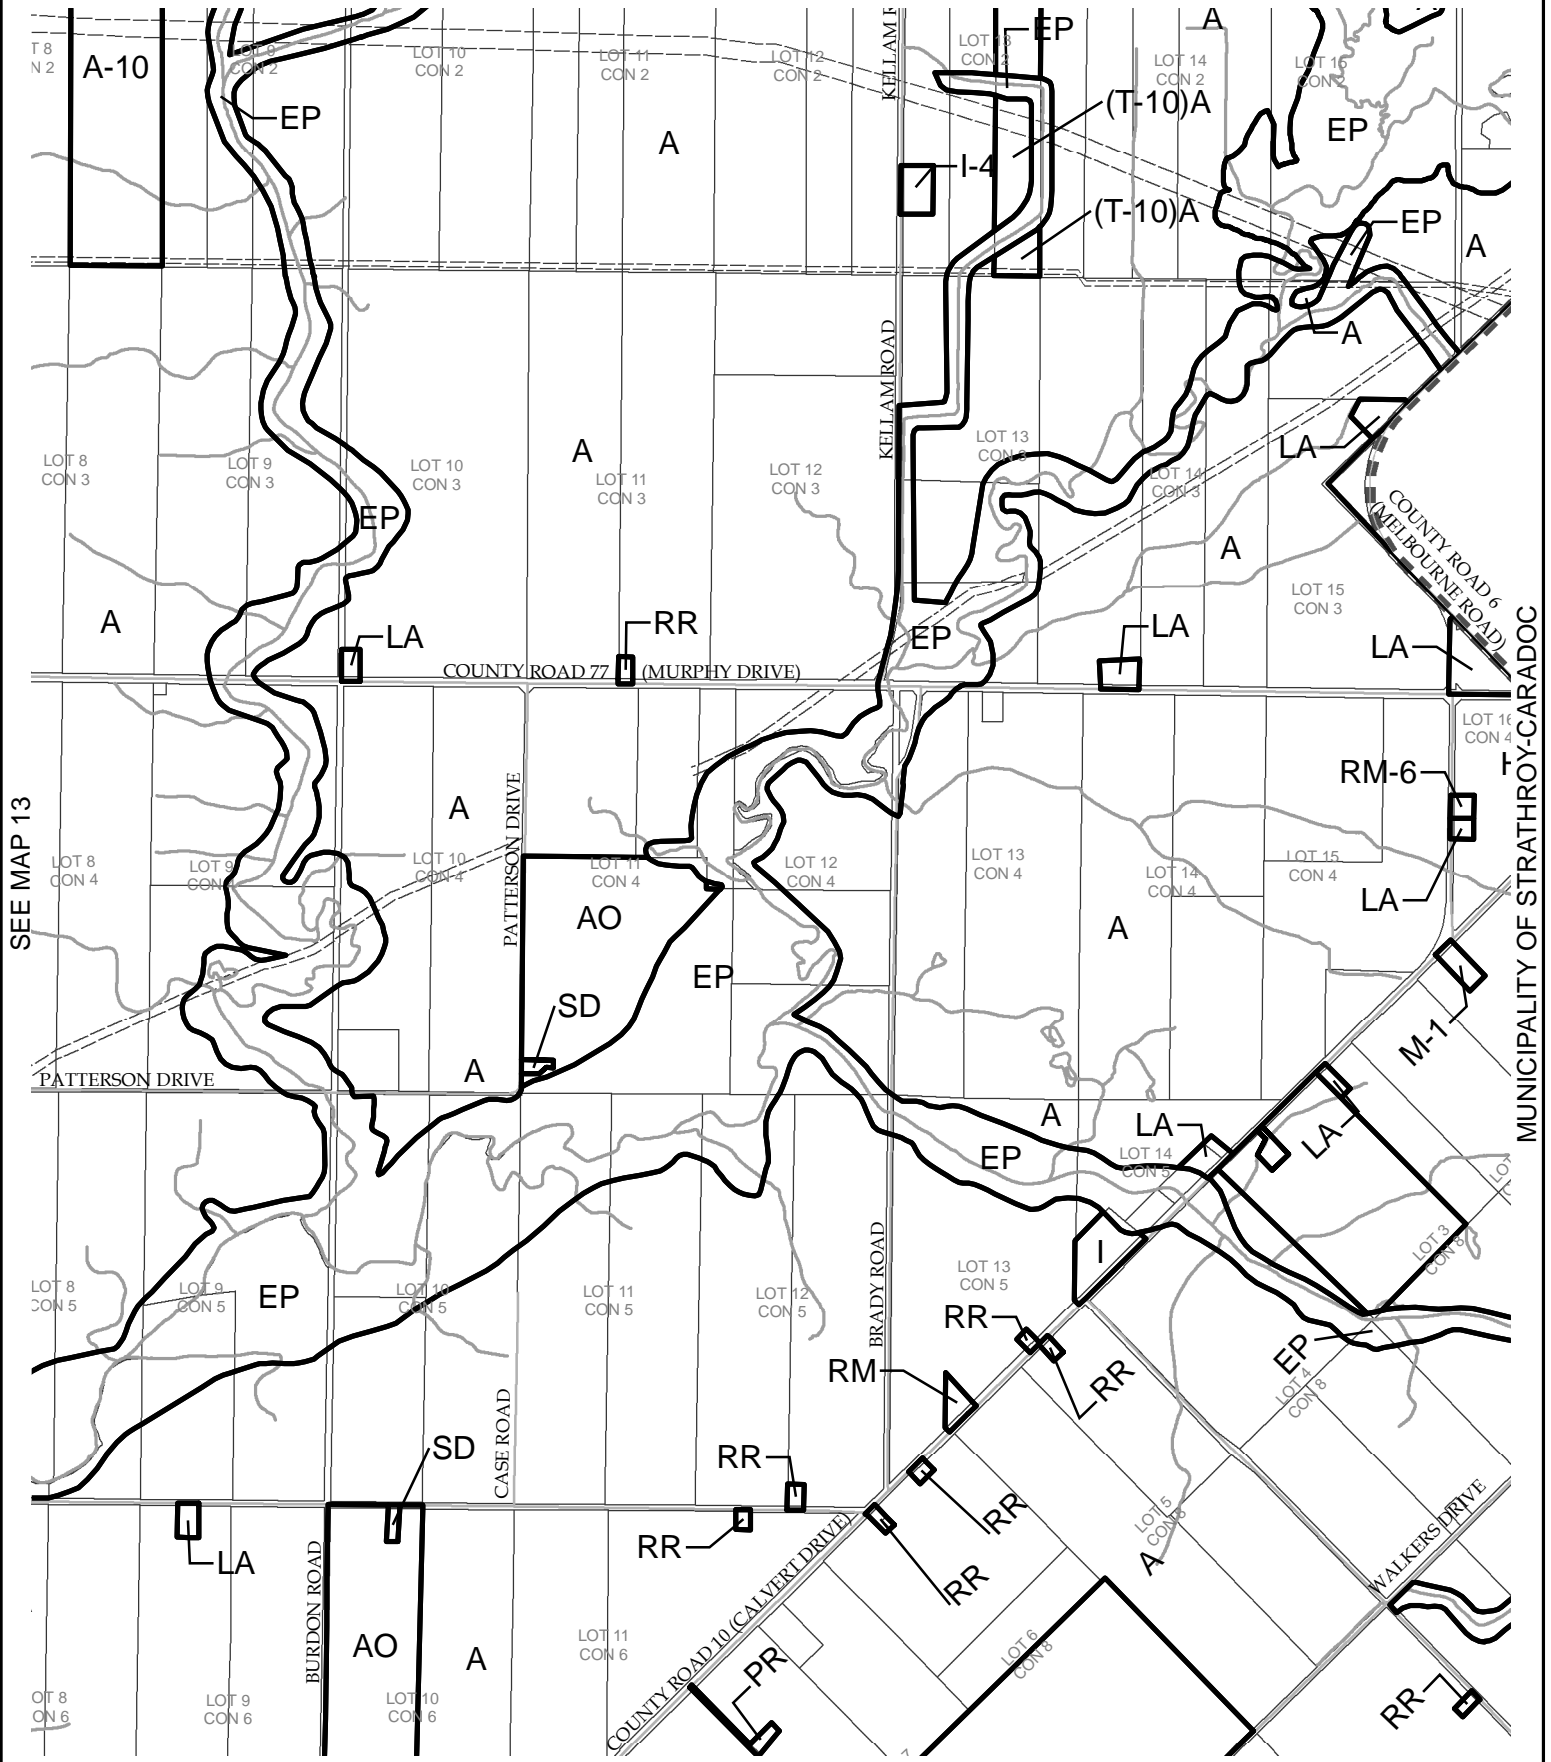 A-10
LOT 9
CON 2
LOT 10
CON 2
LOT 11
CON 2
LOT 12
CON 2
LOT 13
CON 2
EP
A
LOT 14
CON 2
LOT 15
CON 2
EP
EP
A
(T-10)A
I-4
(T-10)A
EP
A
A
KELLAM ROAD
LOT 8
CON 3
LOT 9
CON 3
LOT 10
CON 3
A
LOT 11
CON 3
LOT 12
CON 3
LOT 13
CON 3
LOT 14
CON 3
LA
EP
A
COUNTY ROAD 6
(MELBOURNE ROAD)
LOT 15
CON 3
A
LA
RR
EP
LA
LA
COUNTY ROAD 77 (MURPHY DRIVE)
LOT 16
CON 4
RM-6
SEE MAP 13
MUNICIPALITY OF STRATHROY-CARADOC
A
PATTERSON DRIVE
LOT 8
CON 4
LOT 9
CON
LOT 10
CON 4
LOT 11
CON 4
LOT 12
CON 4
LOT 13
CON 4
LOT 14
CON 4
LOT 15
CON 4
LA
AO
A
EP
SD
M-1
PATTERSON DRIVE
A
A
EP
LA
LOT 14
CON 5
LA
LOT
BRADY ROAD
I
LOT 3
CON 8
LOT 8
CON 5
LOT 9
CON 5
EP
LOT 10
CON 5
LOT 11
CON 5
LOT 12
CON 5
LOT 13
CON 5
RR
RM
RR
EP
LOT 4
CON 8
CASE ROAD
SD
RR
RR
LOT 5
CON 8
A
WALKERS DRIVE
LA
RR
RR
BURDON ROAD
AO
A
LOT 11
CON 6
COUNTY ROAD 10 (CALVERT DRIVE)
LOT 6
CON 8
PR
RR
OT 8
ON 6
LOT 9
CON 6
LOT 10
CON 6